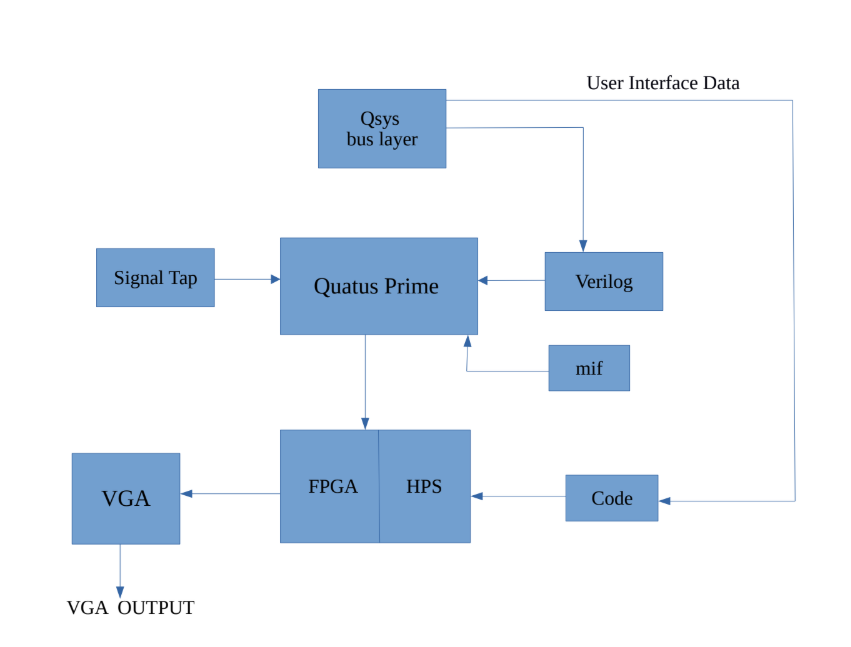 User Interface Data
Qsys
bus layer
Signal Tap
Quatus Prime
Verilog
mif
VGA
FPGA
HPS
Code
VGA OUTPUT